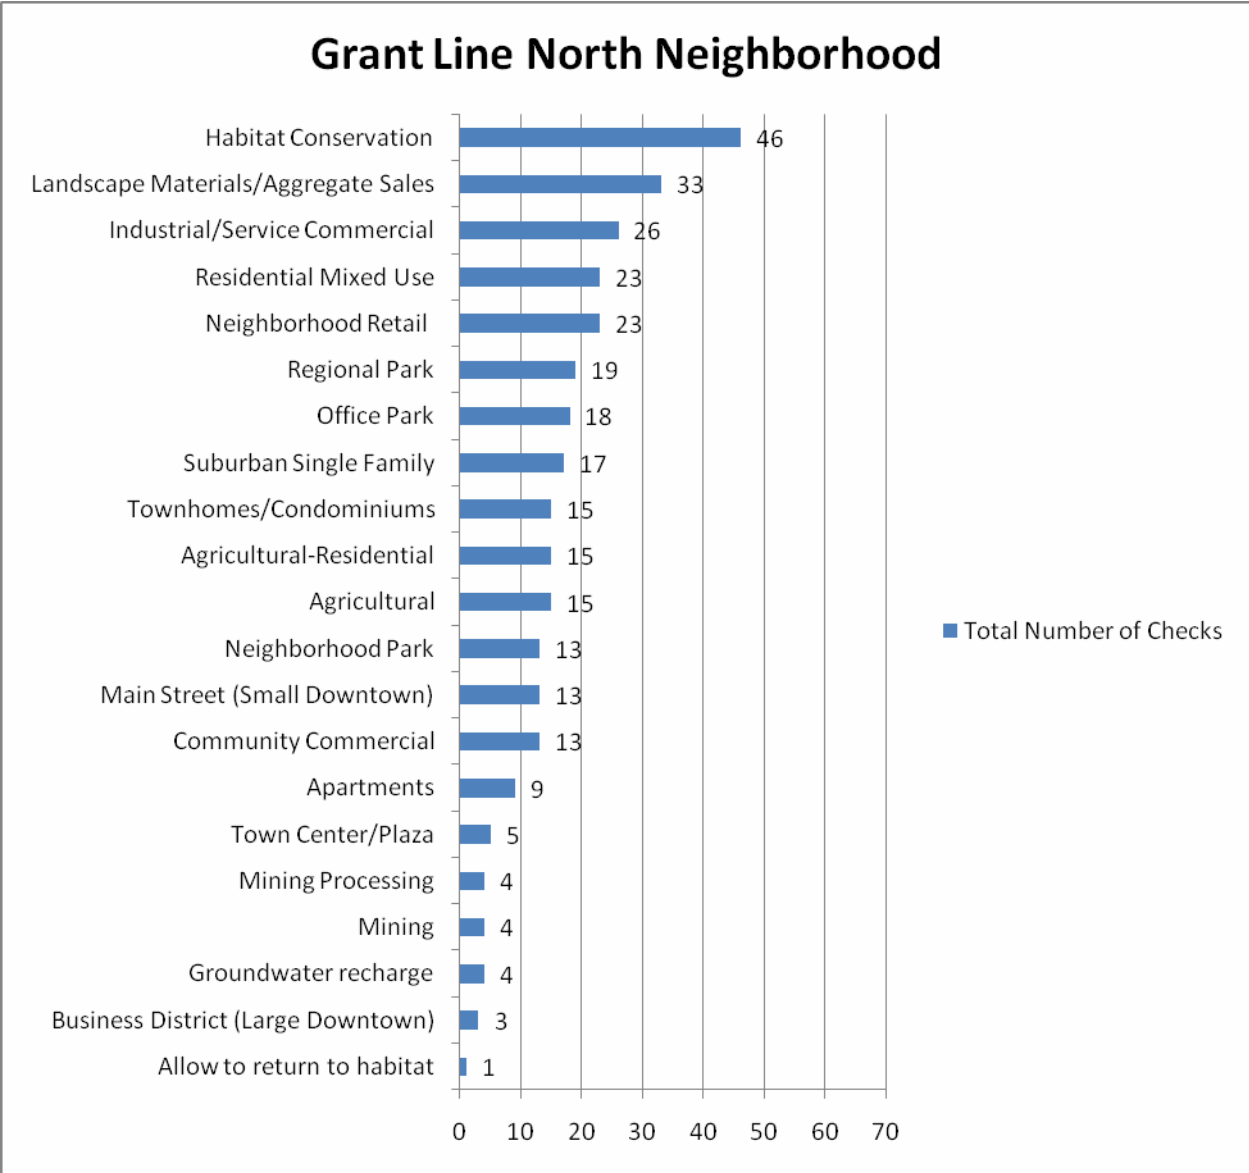 Grant Line North Neighborhood
Habitat Conservation 46
Landscape Materials/Aggregate Sales 33
Industrial/Service Commercial 26
Residential Mixed Use 23
Neighborhood Retail 23
Regional Park 19
Office Park 18
Suburban Single Family 17
Townhomes/Condominiums 15
Agricultural-Residential 15
Agricultural 15
Neighborhood Park 13
Main Street (Small Downtown) 13
Community Commercial 13
Apartments 9
Town Center/Plaza 5
Mining Processing 4
Mining 4
Groundwater recharge 4
Business District (Large Downtown) 3
Allow to return to habitat 1
0 10 20 30 40 50 60 70
Total Number of Checks